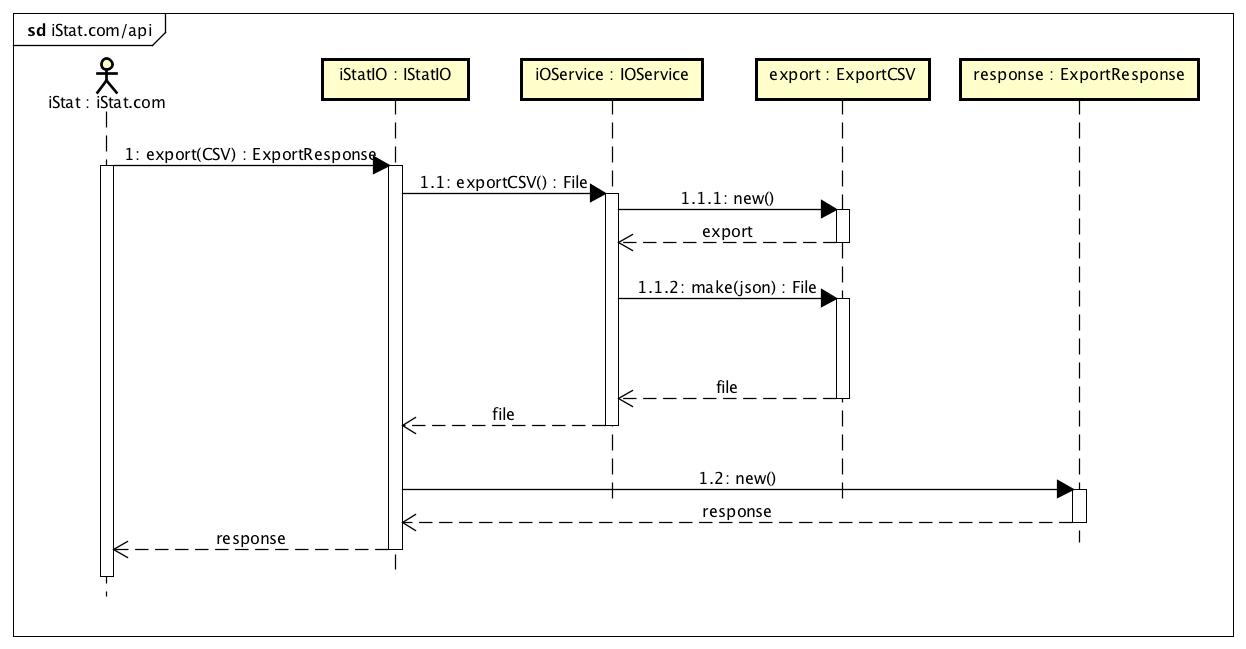 sd iStat.com/api
iStat : iStat.com
iStatIO : IStatIO
iOService : IOService
export : ExportCSV
response : ExportResponse
1: export(CSV) : ExportResponse
1.1: exportCSV() : File
1.1.1: new()
export
1.1.2: make(json) : File
file
file
1.2: new()
response
response